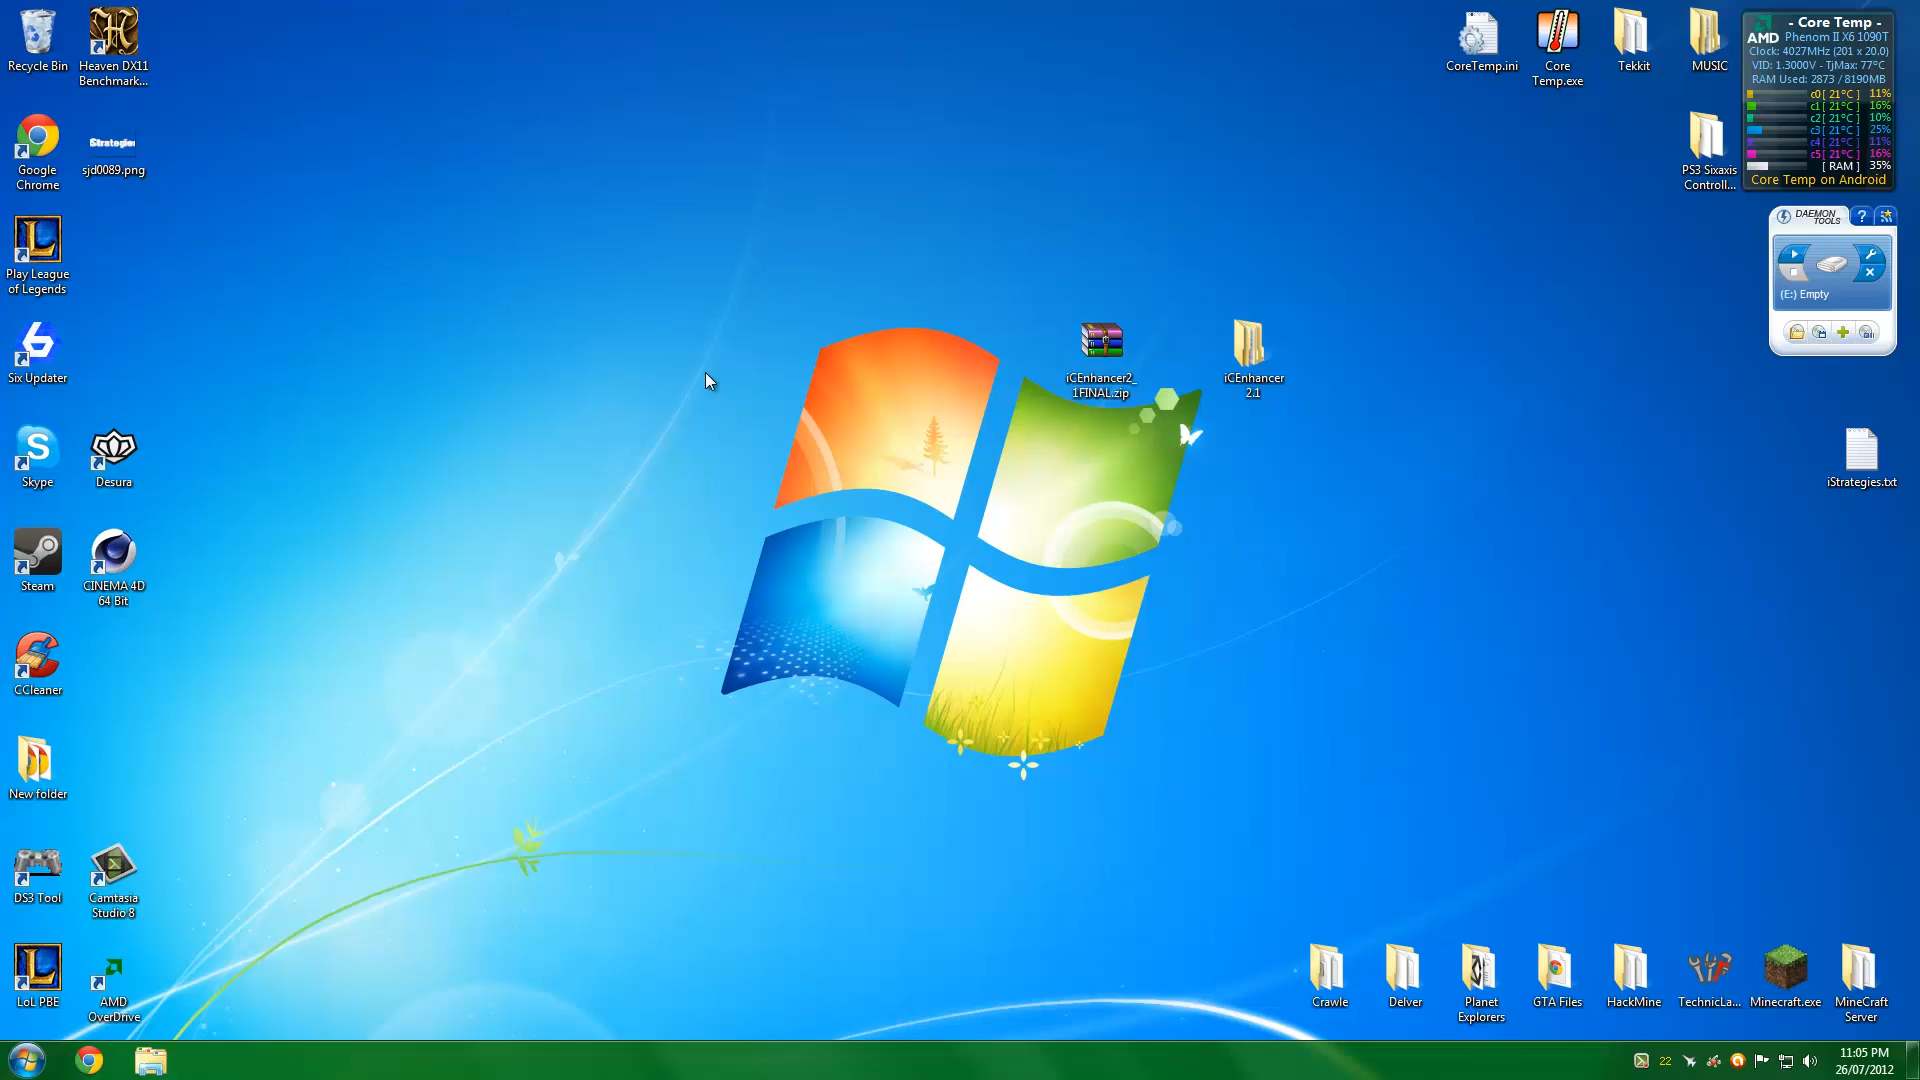 Recycle Bin
Heaven DX11
Benchmark...
Google
Chrome
Strategies
sjd0089.png
Play League
of Legends
Six Updater
Skype
Desura
Steam
CINEMA 4D
64 Bit
CCleaner
New folder
DS3 Tool
Camtasia
Studio 8
LoL PBE
AMD
OverDrive
iCEnhancer2_
1FINAL.zip
iCEnhancer
2.1
CoreTemp.ini
Core
Temp.exe
Tekkit
MUSIC
PS3 Sixaxis
Controll...
- Core Temp -
AMD Phenom II X6 1090T
Clock: 4027MHz (201 x 20.0)
VID: 1.3000V - TjMax: 77°C
RAM Used: 2873 / 8190MB
c0[ 21°C ] 11%
c1[ 21°C ] 16%
c2[ 21°C ] 10%
c3[ 21°C ] 25%
c4[ 21°C ] 11%
c5[ 21°C ] 16%
[ RAM ] 35%
Core Temp on Android
DAEMON
TOOLS
?
(E:) Empty
iStrategies.txt
Crawle
Delver
Planet
Explorers
GTA Files
HackMine
TechnicLa...
Minecraft.exe
MineCraft
Server
22
11:05 PM
26/07/2012